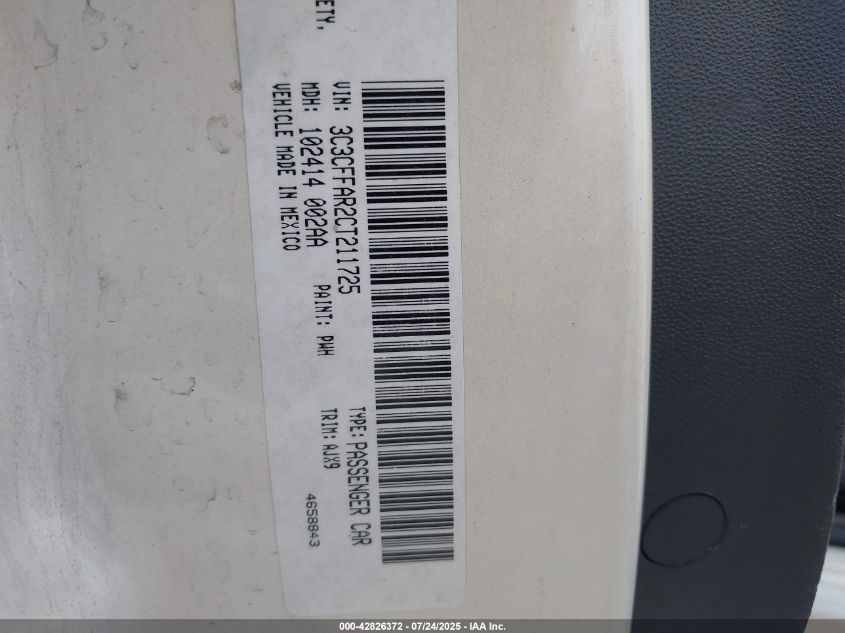 ETY,
VIN: 3C3CFFAR2CT211725 TYPE: PASSENGER CAR
MDH: 102414 002AA PAINT: PWH TRIM: AJX9
VEHICLE MADE IN MEXICO 4658843
000-42826372 - 07/24/2025 - IAA Inc.